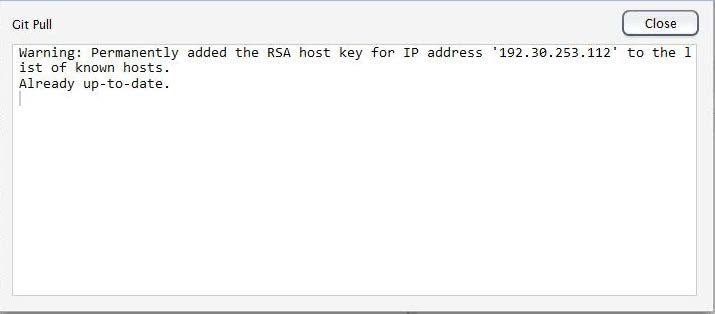 Git Pull
Close
Warning: Permanently added the RSA host key for IP address '192.30.253.112' to the l
ist of known hosts.
Already up-to-date.